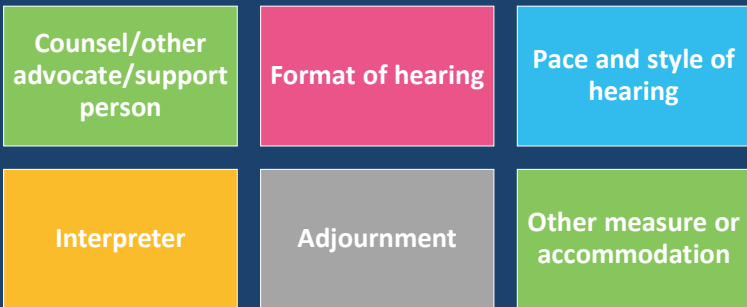 Counsel/other
advocate/support
person
Format of hearing
Pace and style of
hearing
Interpreter
Adjournment
Other measure or
accommodation